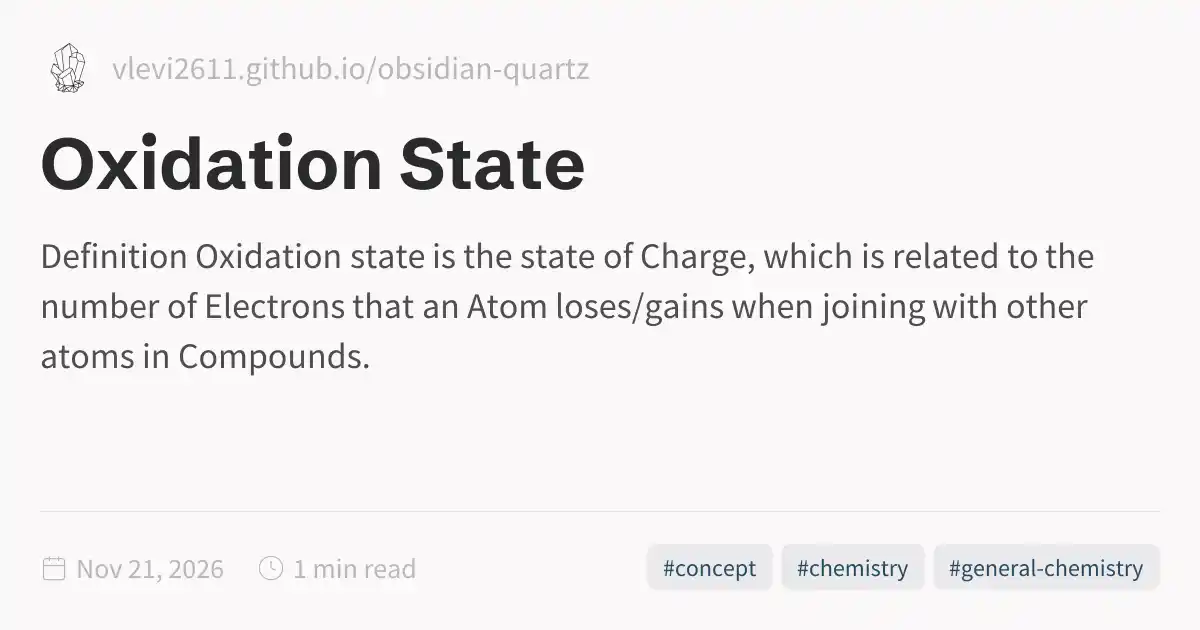 vlevi2611.github.io/obsidian-quartz
Oxidation State
Definition Oxidation state is the state of Charge, which is related to the
number of Electrons that an Atom loses/gains when joining with other
atoms in Compounds.
Nov 21, 2026 1 min read #concept #chemistry #general-chemistry